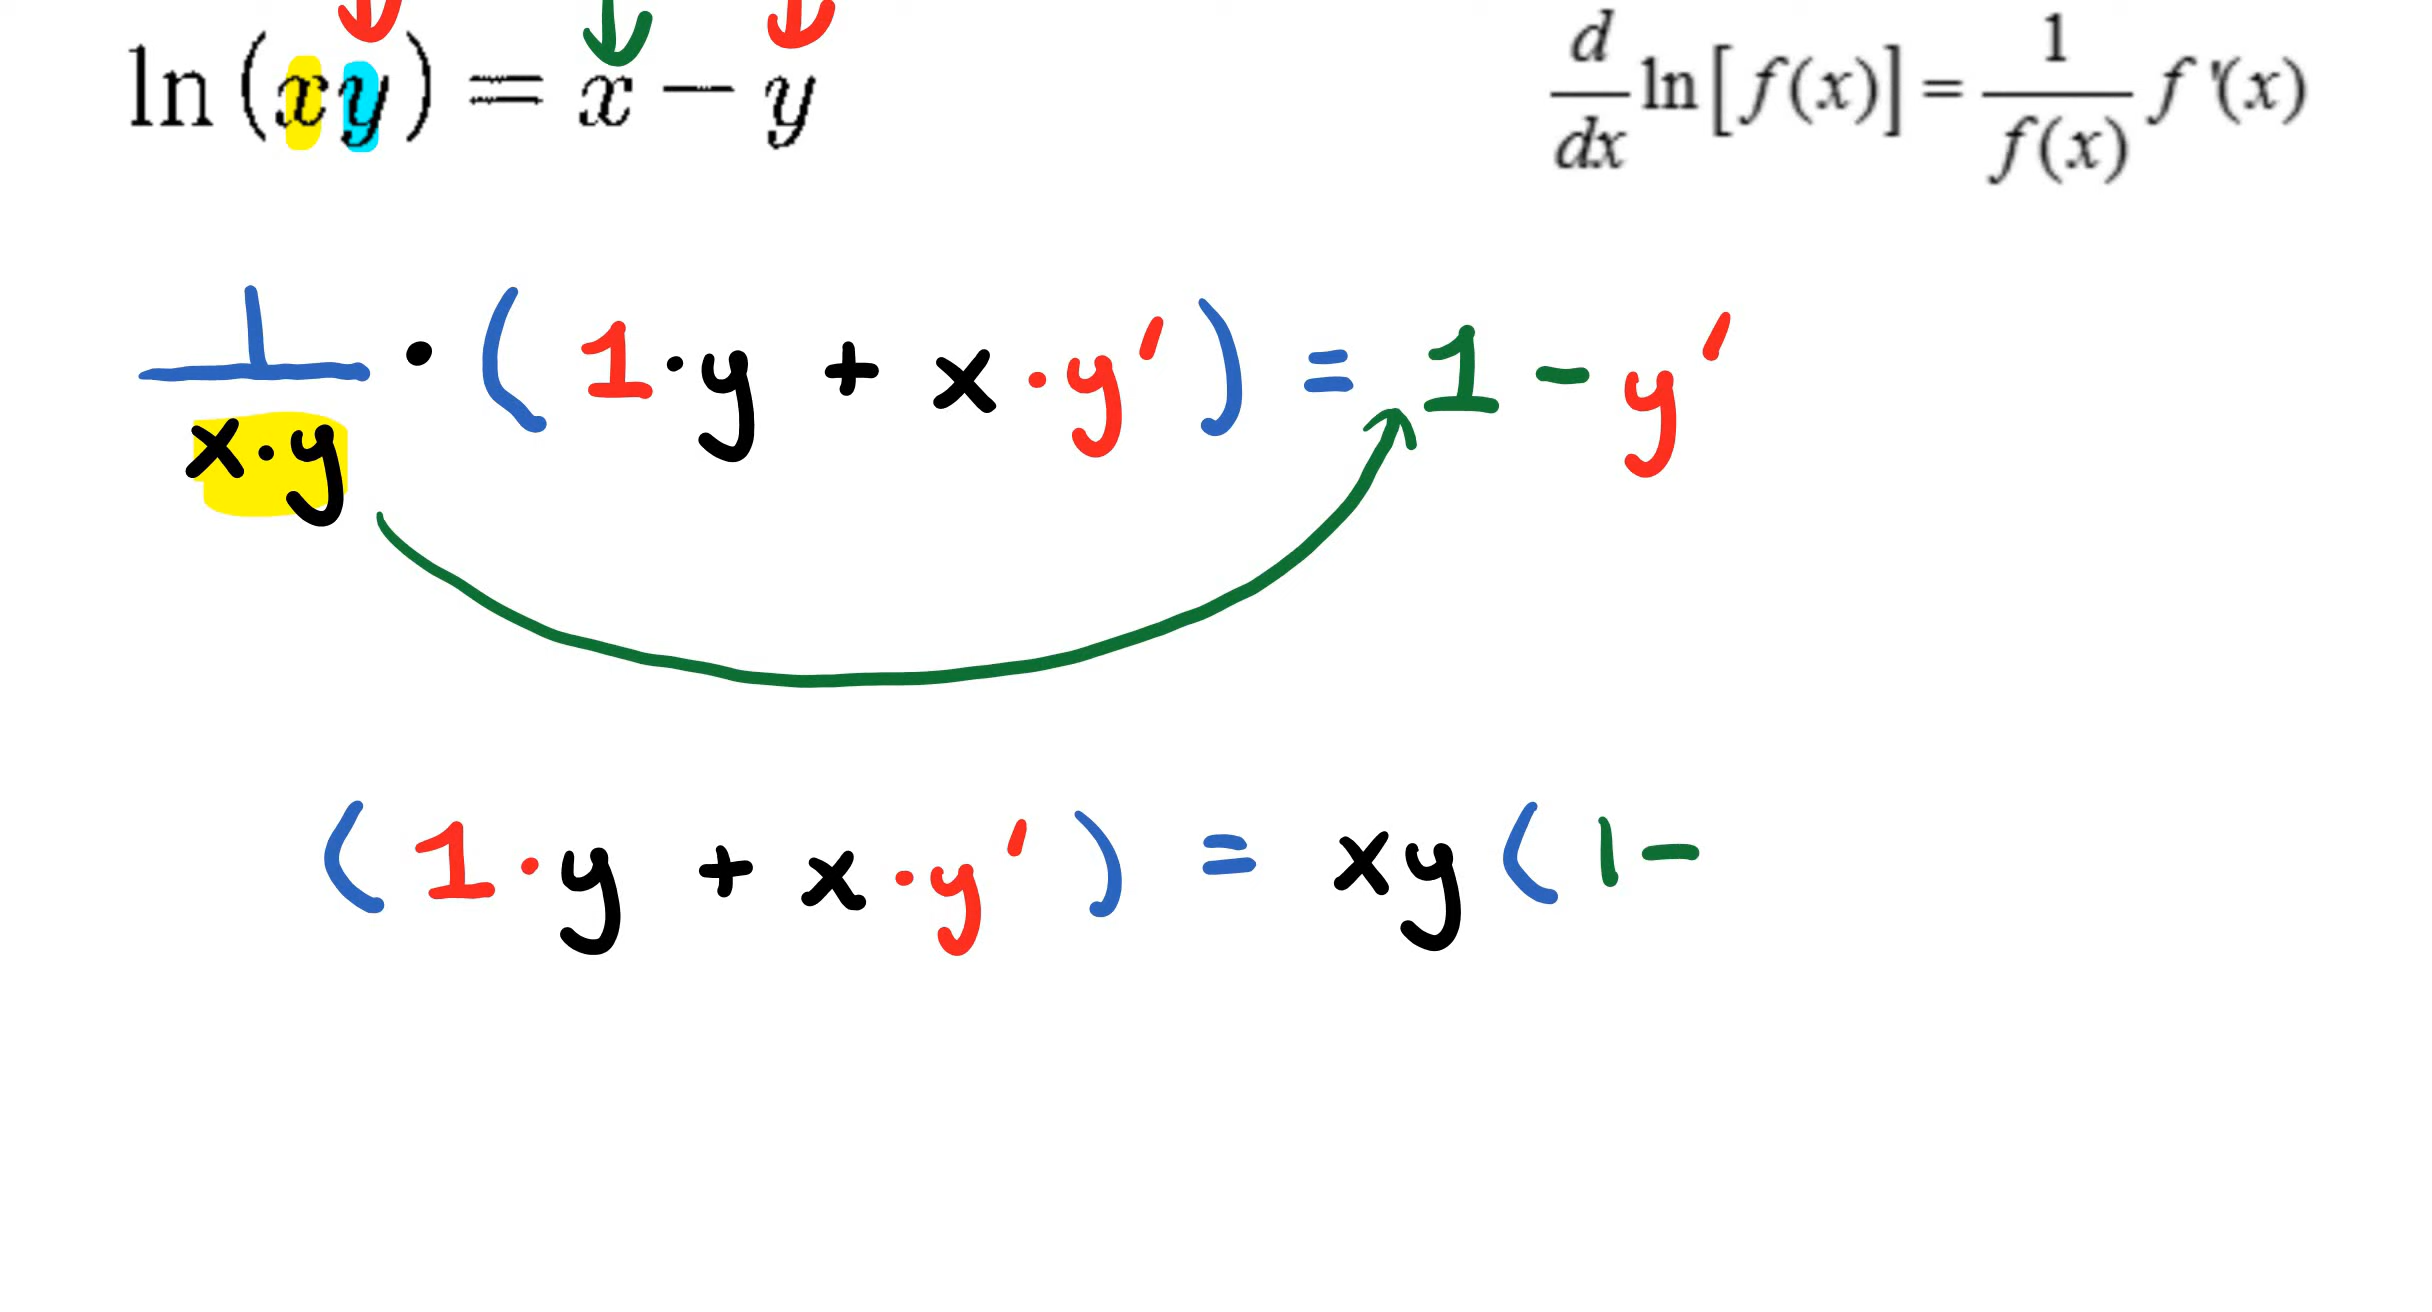 ln (xy) = x − y
d/dx ln[f(x)] = 1/f(x) f'(x)
1/x·y · (1·y + x·y') = 1 - y'
(1·y + x·y') = xy(1-